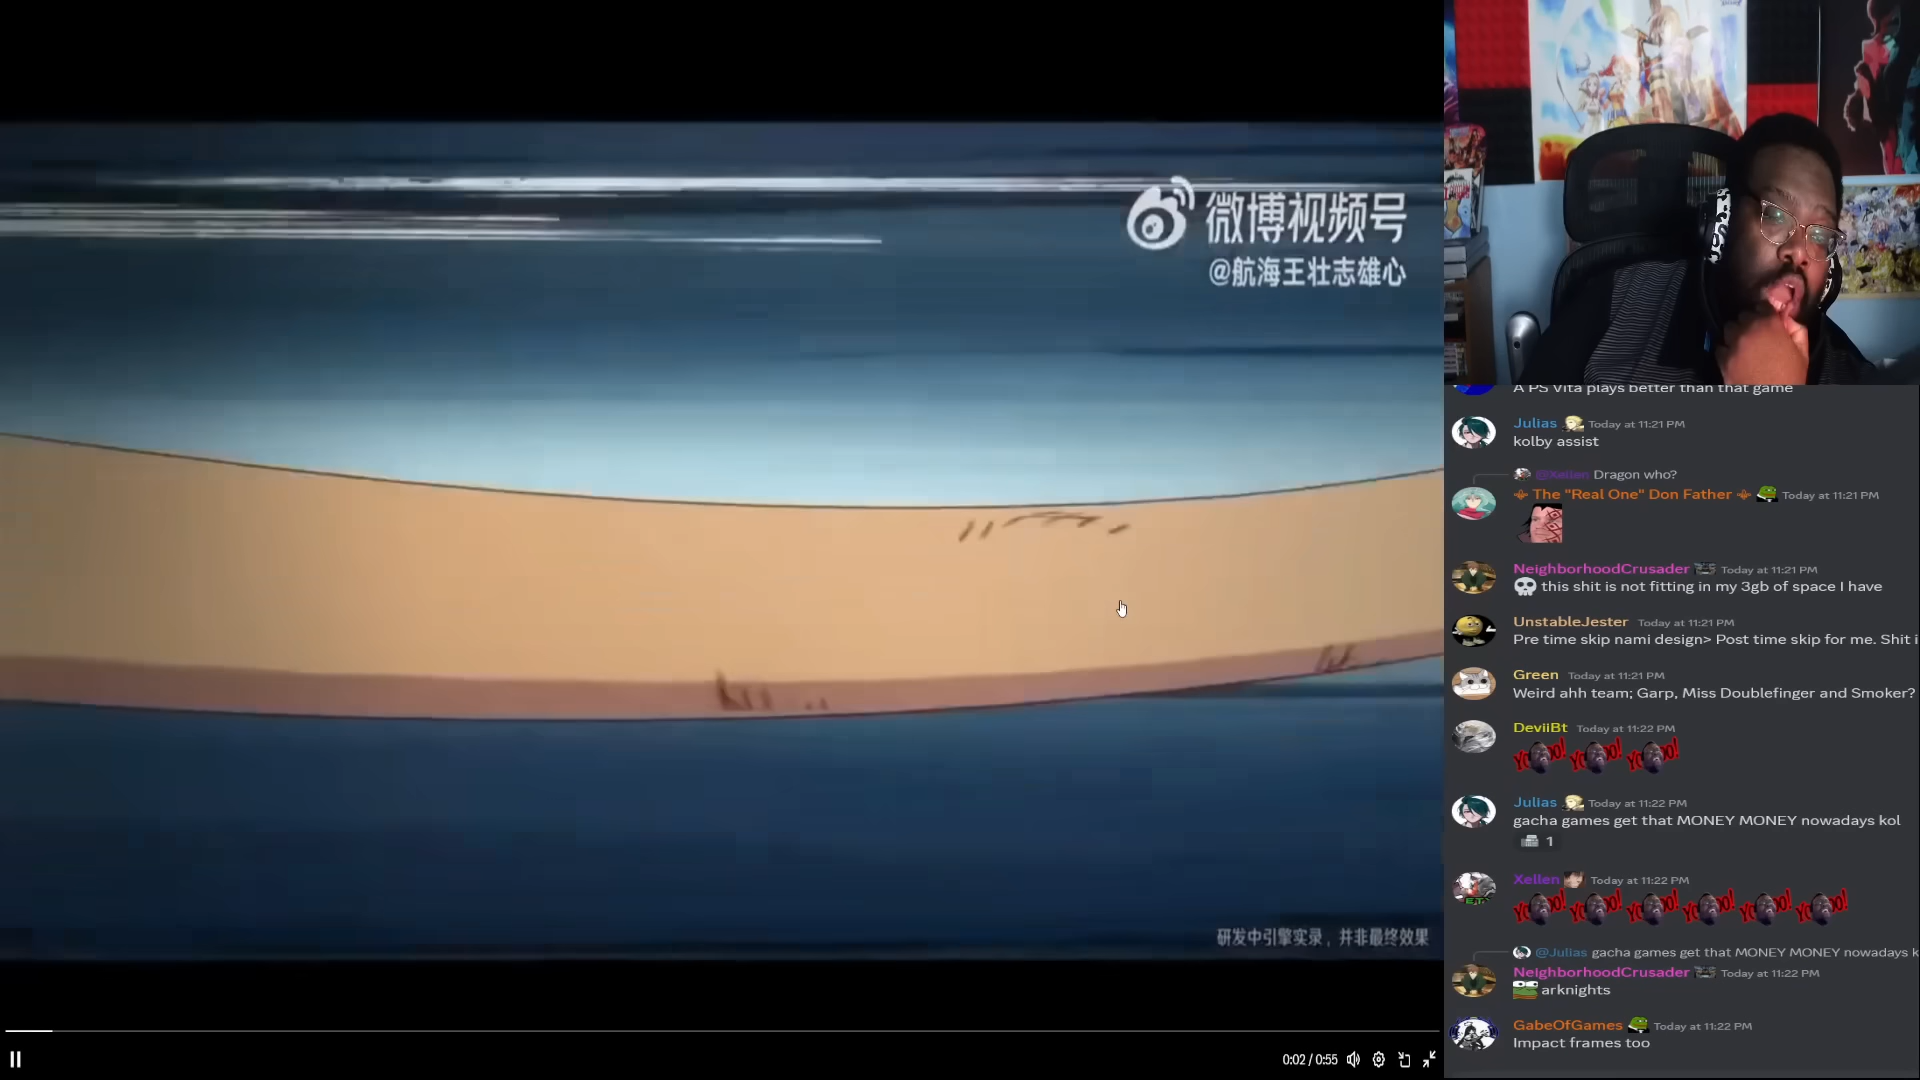 微博视频号
@航海王壮志雄心
研发中引擎实录，并非最终效果
0:02 / 0:55
A PS Vita plays better than that game
Julias Today at 11:21 PM
kolby assist
@Xellen Dragon who?
The "Real One" Don Father Today at 11:21 PM
NeighborhoodCrusader Today at 11:21 PM
this shit is not fitting in my 3gb of space I have
UnstableJester Today at 11:21 PM
Pre time skip nami design> Post time skip for me. Shit i
Green Today at 11:21 PM
Weird ahh team; Garp, Miss Doublefinger and Smoker?
DeviiBt Today at 11:22 PM
Julias Today at 11:22 PM
gacha games get that MONEY MONEY nowadays kol
1
Xellen Today at 11:22 PM
@Julias gacha games get that MONEY MONEY nowadays k
NeighborhoodCrusader Today at 11:22 PM
arknights
GabeOfGames Today at 11:22 PM
Impact frames too